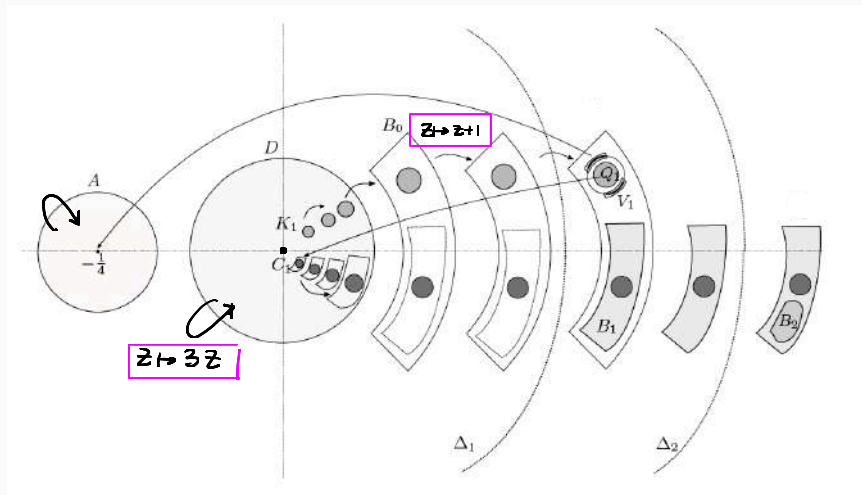 B₀
z ↦ z+1
D
A
Q₁
K₁
V₁
-1/4
C₁
B₁
B₂
z ↦ 3z
Δ₁
Δ₂